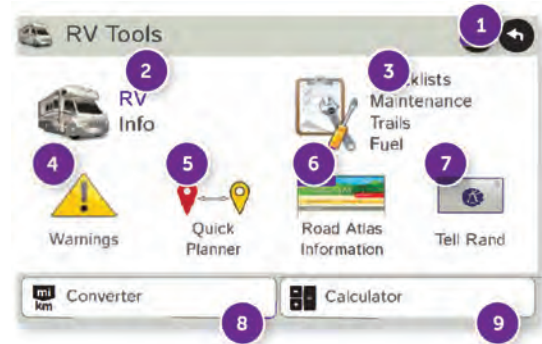 RV Tools
1
2
RV
Info
3
cklists
Maintenance
Trails
Fuel
4
Warnings
5
Quick
Planner
6
Road Atlas
Information
7
Tell Rand
mi
km
Converter
8
Calculator
9